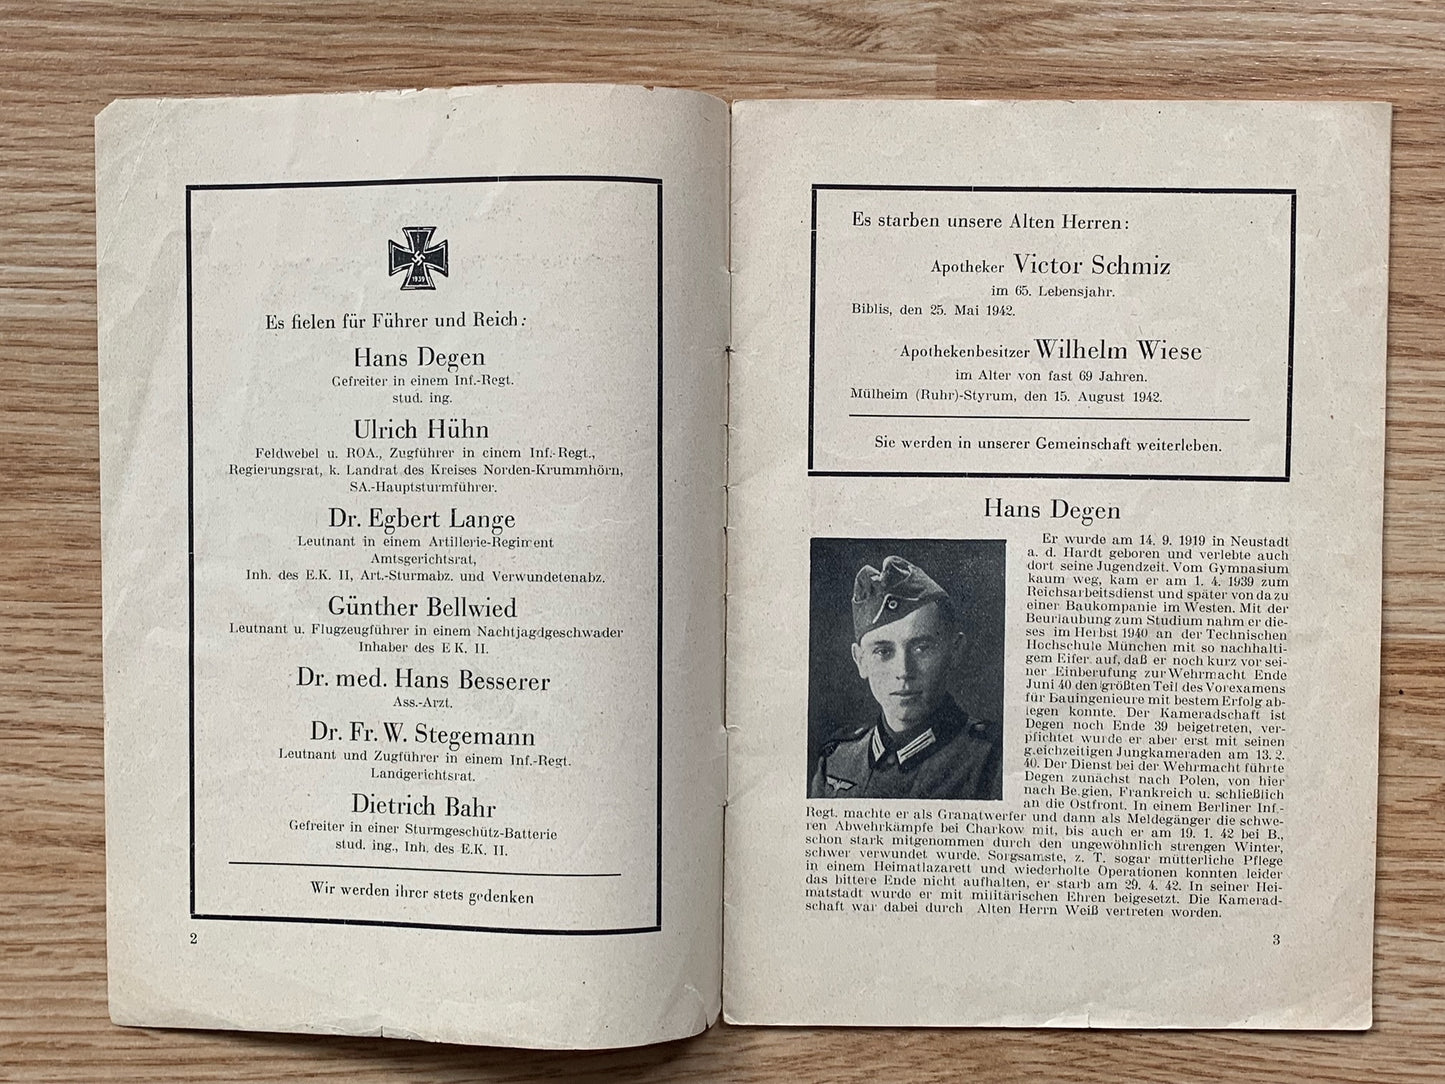 1939
Es fielen für Führer und Reich:
Hans Degen
Gefreiter in einem Inf.-Regt.
stud. ing.
Ulrich Hühn
Feldwebel u. ROA., Zugführer in einem Inf.-Regt.,
Regierungsrat, k. Landrat des Kreises Norden-Krummhörn,
SA.-Hauptsturmführer.
Dr. Egbert Lange
Leutnant in einem Artillerie-Regiment
Amtsgerichtsrat,
Inh. des E.K. II, Art.-Sturmabz. und Verwundetenabz.
Günther Bellwied
Leutnant u. Flugzeugführer in einem Nachtjagdgeschwader
Inhaber des E K. II.
Dr. med. Hans Besserer
Ass.-Arzt.
Dr. Fr. W. Stegemann
Leutnant und Zugführer in einem Inf.-Regt.
Landgerichtsrat.
Dietrich Bahr
Gefreiter in einer Sturmgeschütz-Batterie
stud. ing., Inh. des E.K. II.
Wir werden ihrer stets gedenken
2
Es starben unsere Alten Herren:
Apotheker Victor Schmiz
im 65. Lebensjahr.
Biblis, den 25. Mai 1942.
Apothekenbesitzer Wilhelm Wiese
im Alter von fast 69 Jahren.
Mülheim (Ruhr)-Styrum, den 15. August 1942.
Sie werden in unserer Gemeinschaft weiterleben.
Hans Degen
Er wurde am 14. 9. 1919 in Neustadt
a. d. Hardt geboren und verlebte auch
dort seine Jugendzeit. Vom Gymnasium
kaum weg, kam er am 1. 4. 1939 zum
Reichsarbeitsdienst und später von da zu
einer Baukompanie im Westen. Mit der
Beurlaubung zum Studium nahm er die-
ses im Herbst 1940 an der Technischen
Hochschule München mit so nachhalti-
gem Eifer auf, daß er noch kurz vor sei-
ner Einberufung zur Wehrmacht Ende
Juni 40 den größten Teil des Vorexamens
für Bauingenieure mit bestem Erfolg ab-
legen konnte. Der Kameradschaft ist
Degen noch Ende 39 beigetreten, ver-
pflichtet wurde er aber erst mit seinen
gleichzeitigen Jungkameraden am 13. 2.
40. Der Dienst bei der Wehrmacht führte
Degen zunächst nach Polen, von hier
nach Belgien, Frankreich u. schließlich
an die Ostfront. In einem Berliner Inf.-
Regt. machte er als Granatwerfer und dann als Meldegänger die schwe-
ren Abwehrkämpfe bei Charkow mit, bis auch er am 19. 1. 42 bei B.,
schon stark mitgenommen durch den ungewöhnlich strengen Winter,
schwer verwundet wurde. Sorgsamste, z. T. sogar mütterliche Pflege
in einem Heimatlazarett und wiederholte Operationen konnten leider
das bittere Ende nicht aufhalten, er starb am 29. 4. 42. In seiner Hei-
matstadt wurde er mit militärischen Ehren beigesetzt. Die Kamerad-
schaft war dabei durch Alten Herrn Weiß vertreten worden.
3